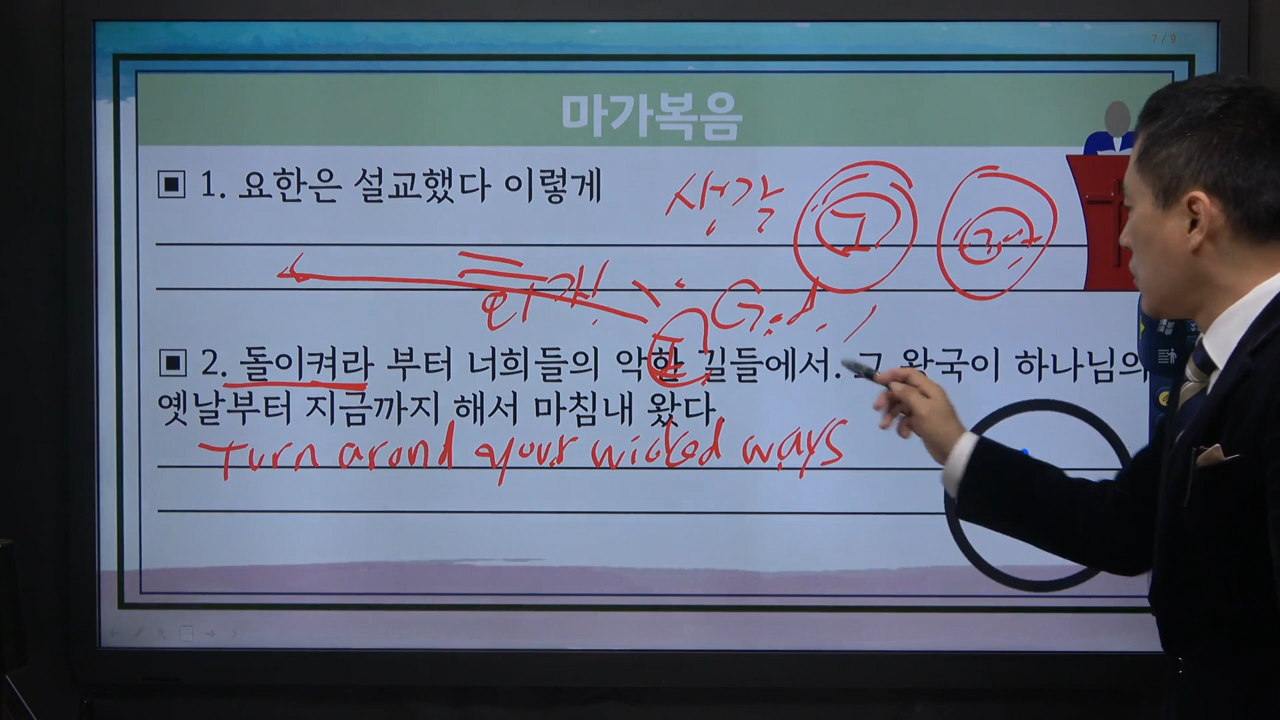 7/9
마가복음
▣ 1. 요한은 설교했다 이렇게
생각 I
회개! God.
▣ 2. 돌이켜라 부터 너희들의 악한 길들에서. 그 왕국이 하나님의
옛날부터 지금까지 해서 마침내 왔다
turn arond your wicked ways